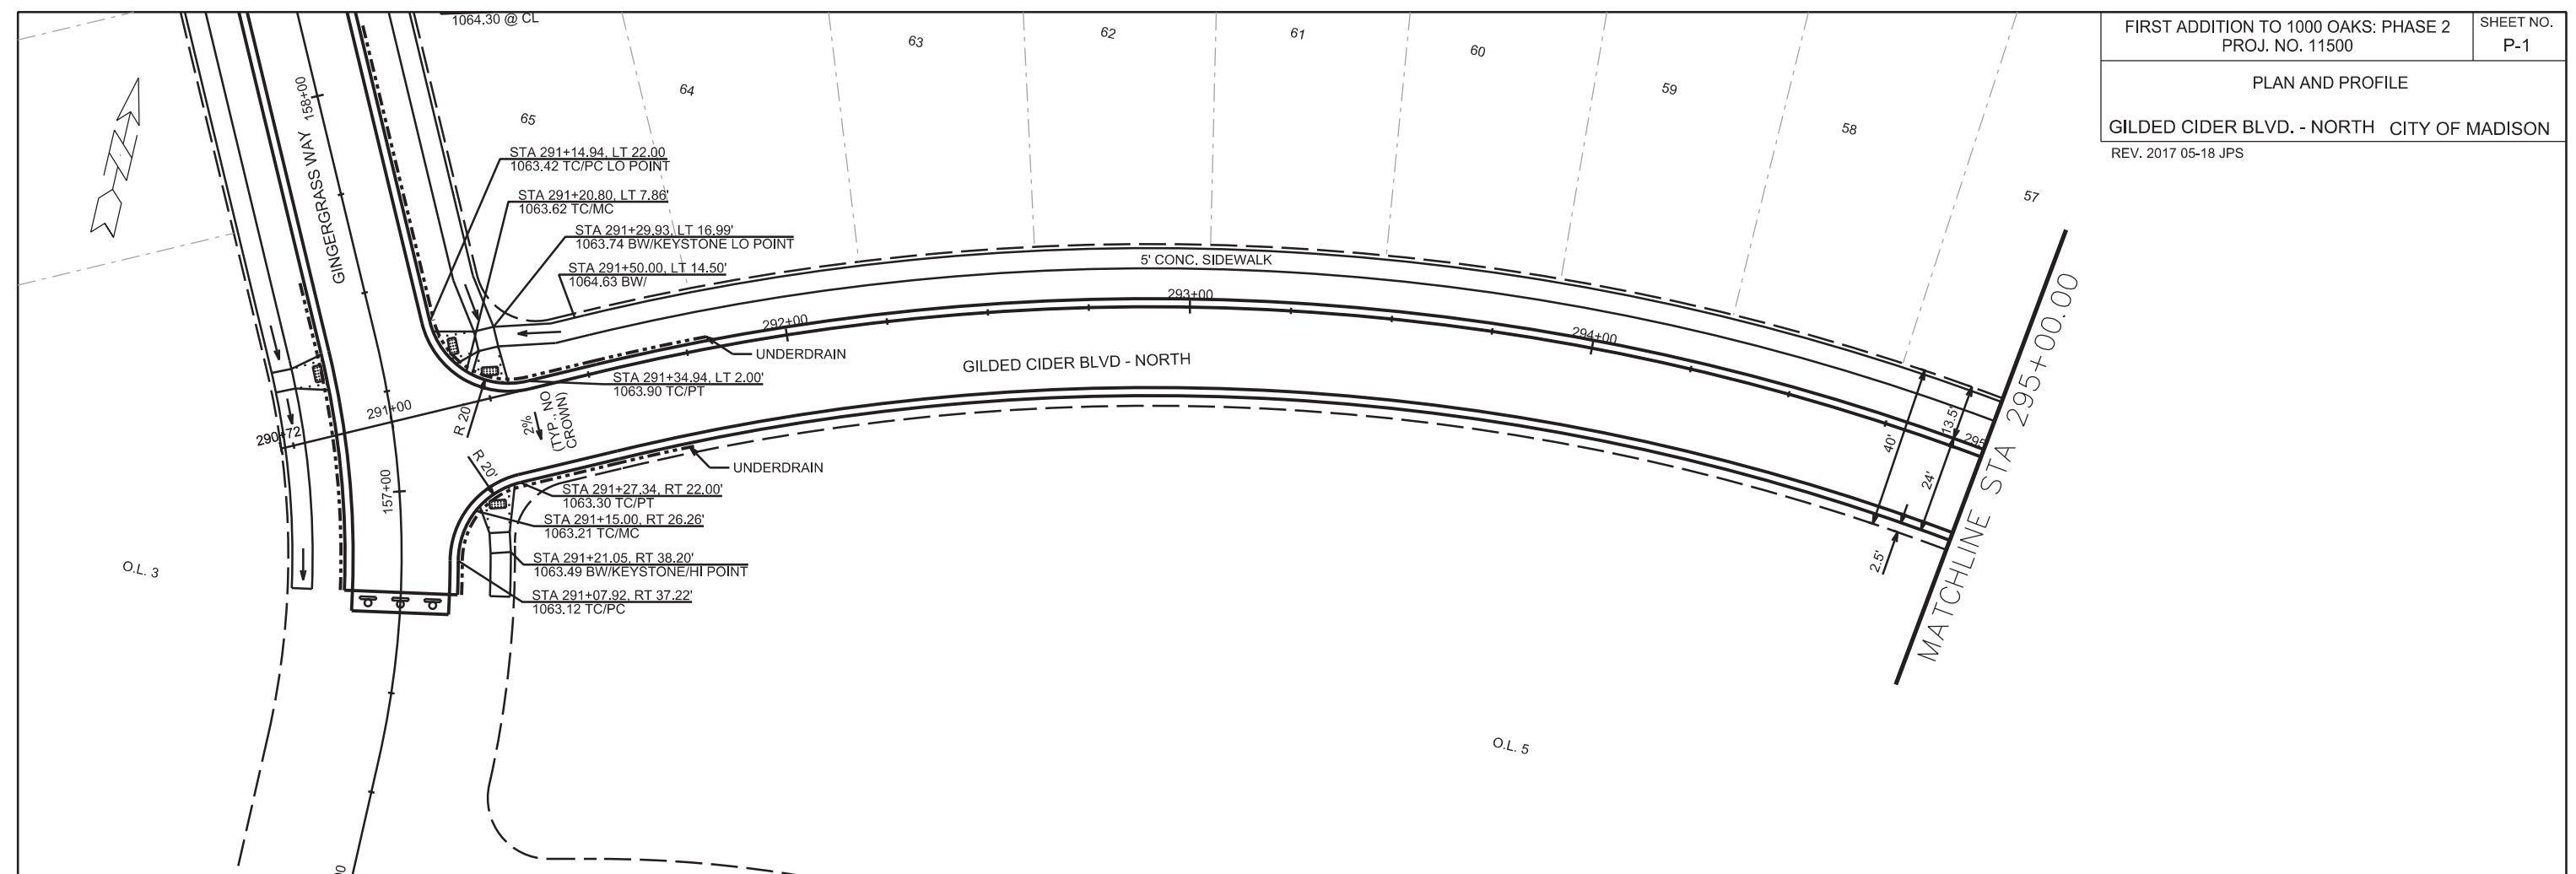 1064.30 @ CL
FIRST ADDITION TO 1000 OAKS: PHASE 2
PROJ. NO. 11500
SHEET NO.
P-1
PLAN AND PROFILE
GILDED CIDER BLVD. - NORTH CITY OF MADISON
REV. 2017 05-18 JPS
65
64
63
62
61
60
59
58
57
GINGERGRASS WAY 158+00
STA 291+14.94, LT 22.00
1063.42 TC/PC LO POINT
STA 291+20.80, LT 7.86'
1063.62 TC/MC
STA 291+29.93, LT 16.99'
1063.74 BW/KEYSTONE LO POINT
STA 291+50.00, LT 14.50'
1064.63 BW/
5' CONC. SIDEWALK
292+00
293+00
294+00
295
UNDERDRAIN
GILDED CIDER BLVD - NORTH
STA 291+34.94, LT 2.00'
1063.90 TC/PT
291+00
290+72
R 20'
2%
(TYP., NO
CROWN)
R 20'
UNDERDRAIN
157+00
STA 291+27.34, RT 22.00'
1063.30 TC/PT
STA 291+15.00, RT 26.26'
1063.21 TC/MC
STA 291+21.05, RT 38.20'
1063.49 BW/KEYSTONE/HI POINT
STA 291+07.92, RT 37.22'
1063.12 TC/PC
40'
13.5'
24'
2.5'
MATCHLINE STA 295+00.00
O.L. 3
O.L. 5